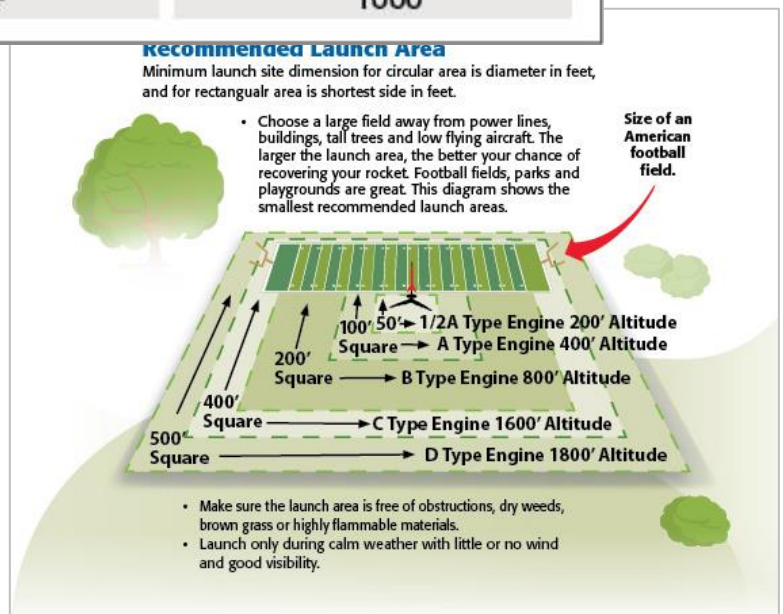 1000
Recommended Launch Area
Minimum launch site dimension for circular area is diameter in feet,
and for rectangualr area is shortest side in feet.
• Choose a large field away from power lines,
buildings, tall trees and low flying aircraft. The
larger the launch area, the better your chance of
recovering your rocket. Football fields, parks and
playgrounds are great. This diagram shows the
smallest recommended launch areas.
Size of an
American
football
field.
50' 1/2A Type Engine 200' Altitude
100'
Square A Type Engine 400' Altitude
200'
Square B Type Engine 800' Altitude
400'
Square C Type Engine 1600' Altitude
500'
Square D Type Engine 1800' Altitude
• Make sure the launch area is free of obstructions, dry weeds,
brown grass or highly flammable materials.
• Launch only during calm weather with little or no wind
and good visibility.